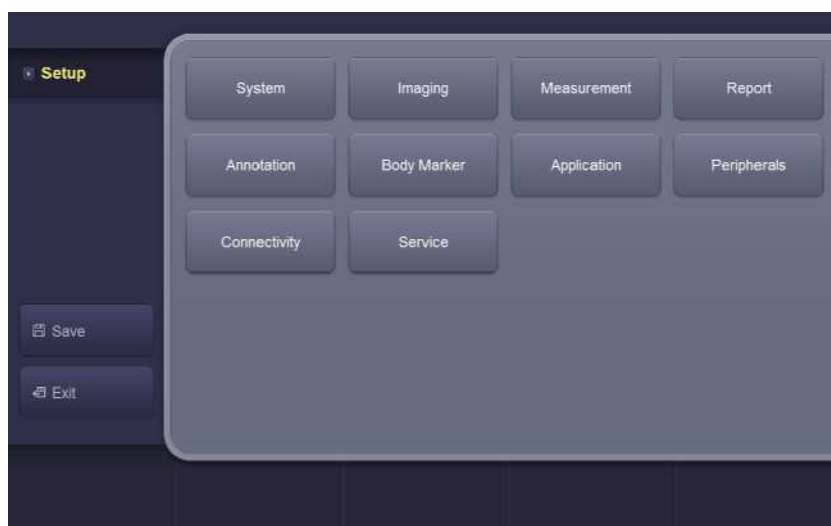 Setup
System
Imaging
Measurement
Report
Annotation
Body Marker
Application
Peripherals
Connectivity
Service
Save
Exit